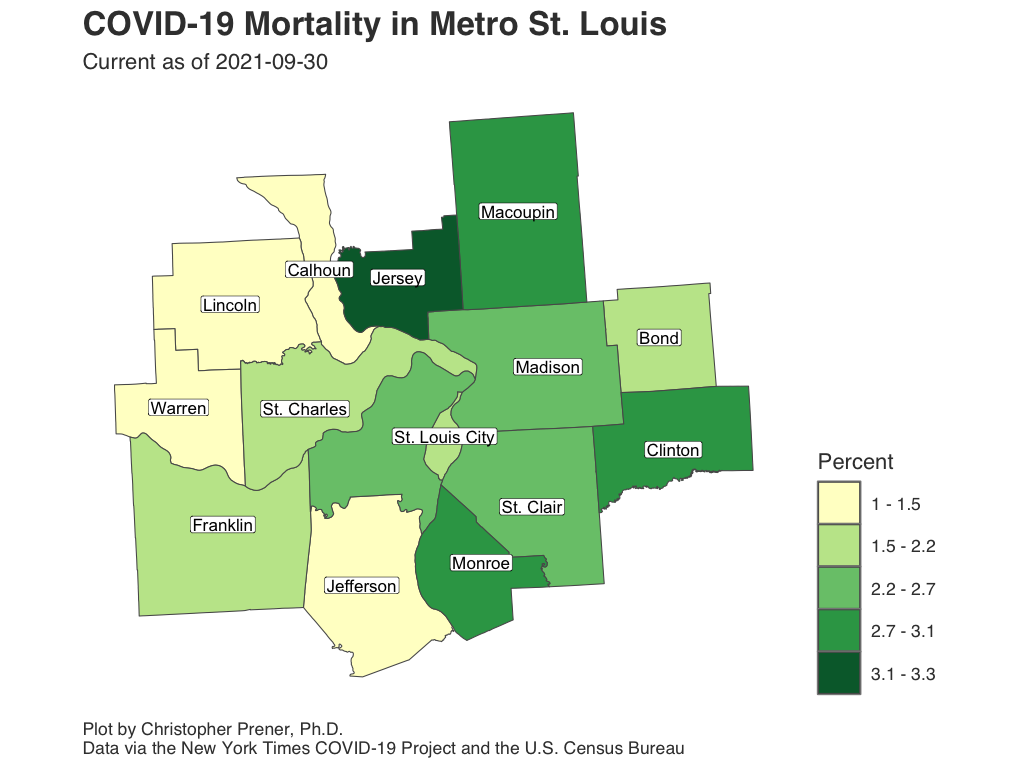 COVID-19 Mortality in Metro St. Louis
Current as of 2021-09-30
Macoupin
Calhoun
Jersey
Lincoln
Bond
Madison
Warren
St. Charles
St. Louis City
Clinton
Franklin
St. Clair
Monroe
Jefferson
Percent
1 - 1.5
1.5 - 2.2
2.2 - 2.7
2.7 - 3.1
3.1 - 3.3
Plot by Christopher Prener, Ph.D.
Data via the New York Times COVID-19 Project and the U.S. Census Bureau